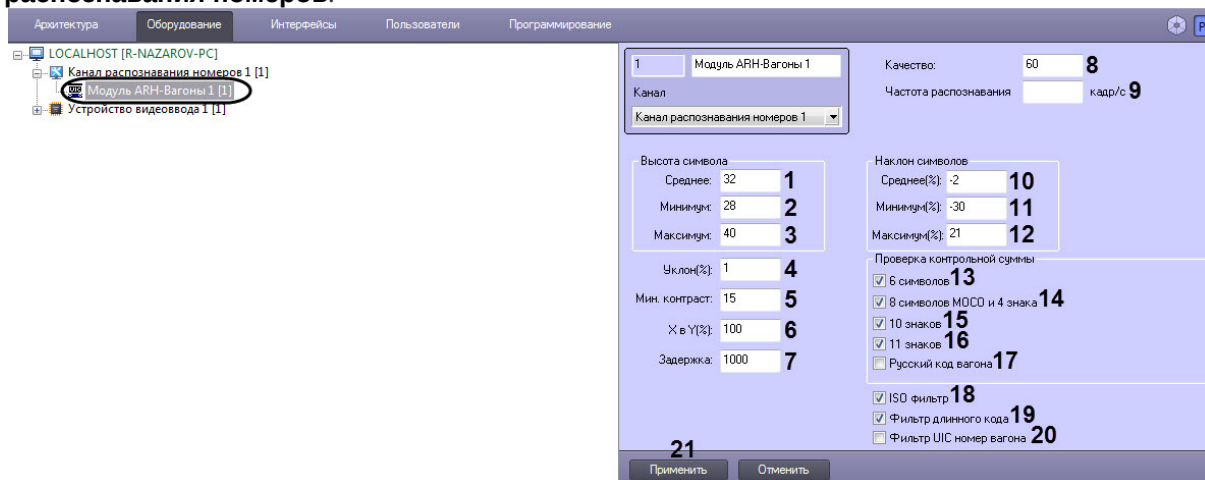 распознавания номеров.
Архитектура Оборудование Интерфейсы Пользователи Программирование
LOCALHOST [R-NAZAROV-PC]
Канал распознавания номеров 1 [1]
Модуль ARH-Вагоны 1 [1]
Устройство видеоввода 1 [1]
1 Модуль ARH-Вагоны 1
Канал
Канал распознавания номеров 1
Качество: 60 8
Частота распознавания кадр/с 9
Высота символа
Среднее: 32 1
Минимум: 28 2
Максимум: 40 3
Уклон(%): 1 4
Мин. контраст: 15 5
X в Y(%): 100 6
Задержка: 1000 7
Наклон символов
Среднее(%): -2 10
Минимум(%): -30 11
Максимум(%): 21 12
Проверка контрольной суммы
6 символов 13
8 символов МОСО и 4 знака 14
10 знаков 15
11 знаков 16
Русский код вагона 17
ISO фильтр 18
Фильтр длинного кода 19
Фильтр UIC номер вагона 20
21
Применить Отменить